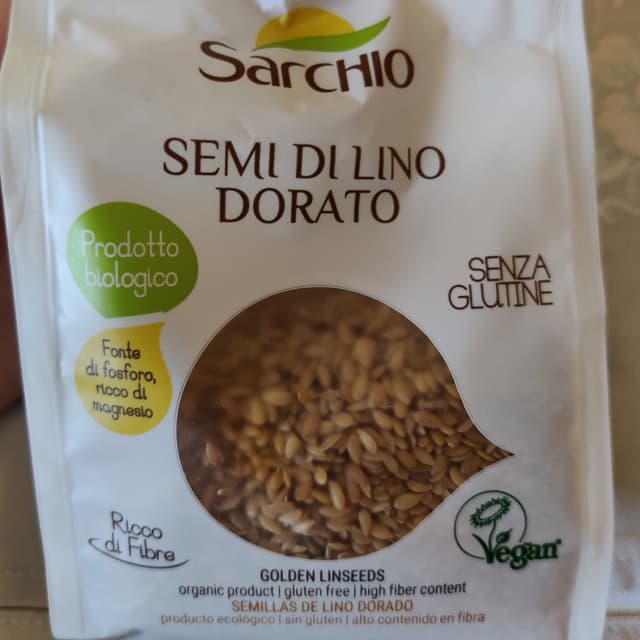 SarcHIO
SEMI DI LINO
DORATO
Prodotto
biologico
SENZA
GLUTINE
Fonte
di fosforo,
ricco di
magnesio
Ricco
di Fibre
Vegan
GOLDEN LINSEEDS
organic product | gluten free | high fiber content
SEMILLAS DE LINO DORADO
producto ecológico | sin gluten | alto contenido en fibra